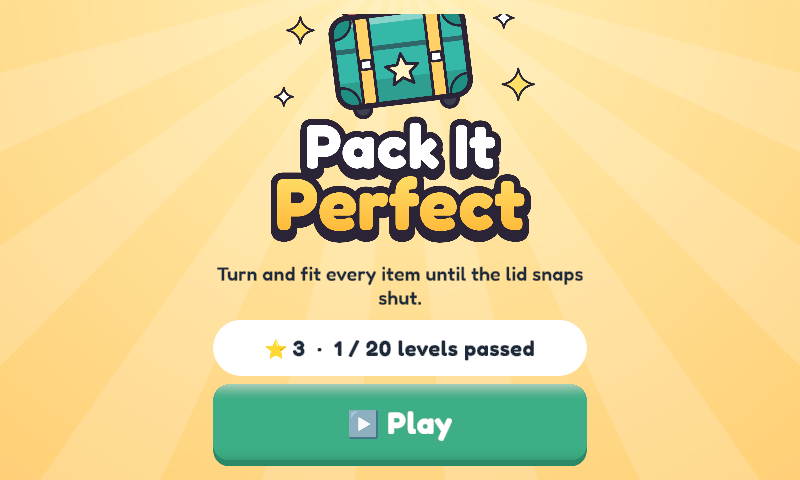 Pack It
Perfect
Turn and fit every item until the lid snaps
shut.
⭐ 3 · 1 / 20 levels passed
▶️ Play